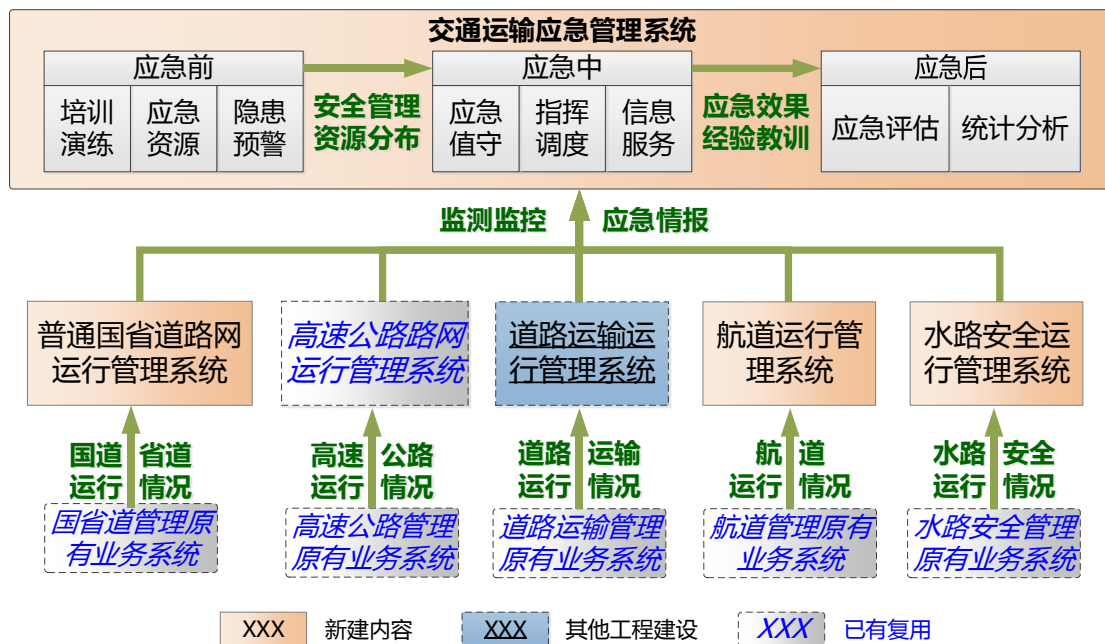 交通运输应急管理系统
应急前
培训
演练
应急
资源
隐患
预警
安全管理
资源分布
应急中
应急
值守
指挥
调度
信息
服务
应急效果
经验教训
应急后
应急评估
统计分析
监测监控
应急情报
普通国省道路网
运行管理系统
高速公路路网
运行管理系统
道路运输运
行管理系统
航道运行管
理系统
水路安全运
行管理系统
国道 省道
运行 情况
高速 公路
运行 情况
道路 运输
运行 情况
航 道
运行 情况
水路 安全
运行 情况
国省道管理原
有业务系统
高速公路管理
原有业务系统
道路运输管理
原有业务系统
航道管理原有
业务系统
水路安全管理
原有业务系统
XXX 新建内容
XXX 其他工程建设
XXX 已有复用